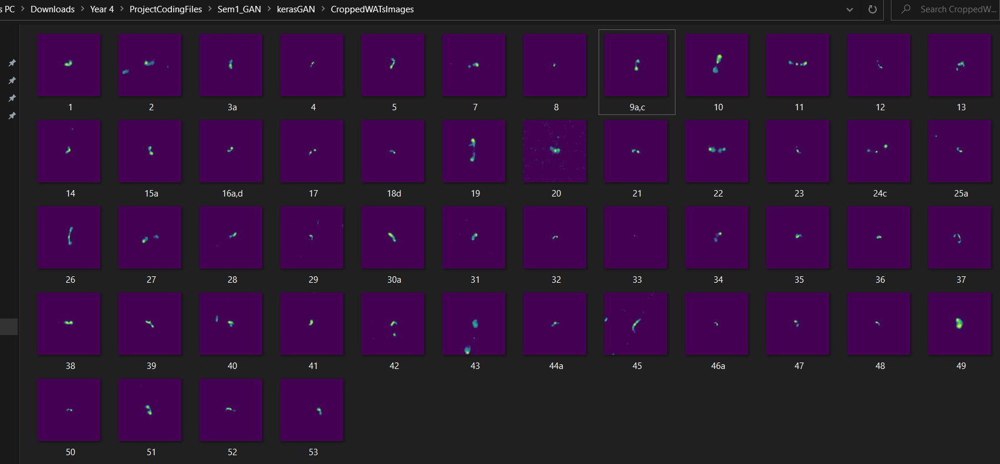 s PC > Downloads > Year 4 > ProjectCodingFiles > Sem1_GAN > kerasGAN > CroppedWATsImages
Search CroppedW...
1 2 3a 4 5 7 8 9a,c 10 11 12 13
14 15a 16a,d 17 18d 19 20 21 22 23 24c 25a
26 27 28 29 30a 31 32 33 34 35 36 37
38 39 40 41 42 43 44a 45 46a 47 48 49
50 51 52 53